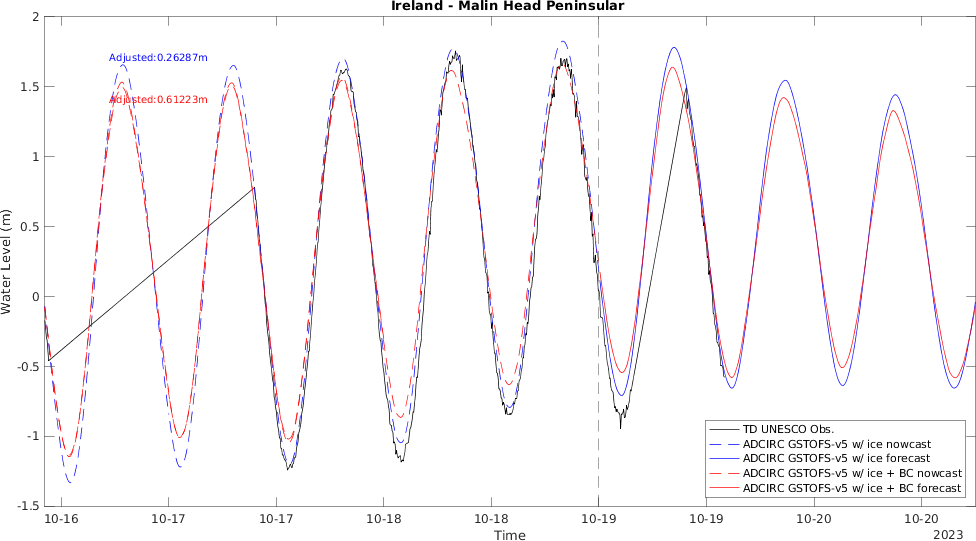 Ireland - Malin Head Peninsular
Water Level (m)
2
1.5
1
0.5
0
-0.5
-1
-1.5
Adjusted:0.26287m
Adjusted:0.61223m
TD UNESCO Obs.
ADCIRC GSTOFS-v5 w/ ice nowcast
ADCIRC GSTOFS-v5 w/ ice forecast
ADCIRC GSTOFS-v5 w/ ice + BC nowcast
ADCIRC GSTOFS-v5 w/ ice + BC forecast
10-16 10-17 10-17 10-18 10-18 10-19 10-19 10-20 10-20
Time
2023